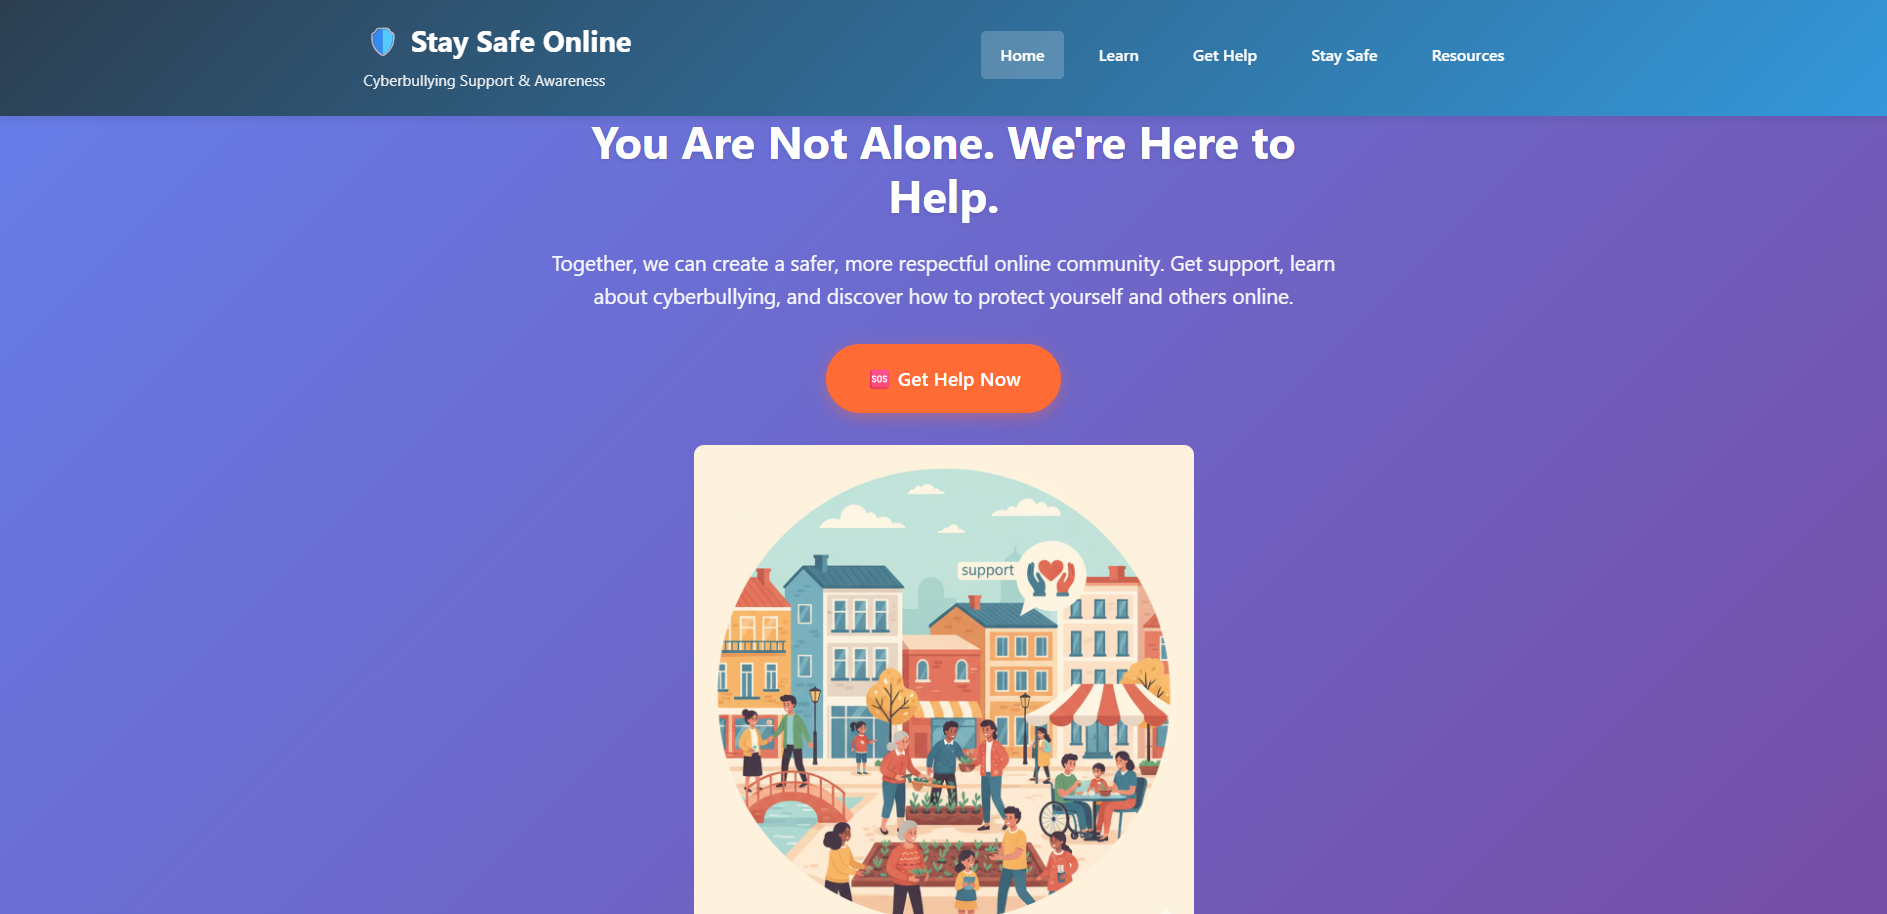 Stay Safe Online
Cyberbullying Support & Awareness
Home
Learn
Get Help
Stay Safe
Resources
You Are Not Alone. We're Here to
Help.
Together, we can create a safer, more respectful online community. Get support, learn
about cyberbullying, and discover how to protect yourself and others online.
🆘 Get Help Now
support